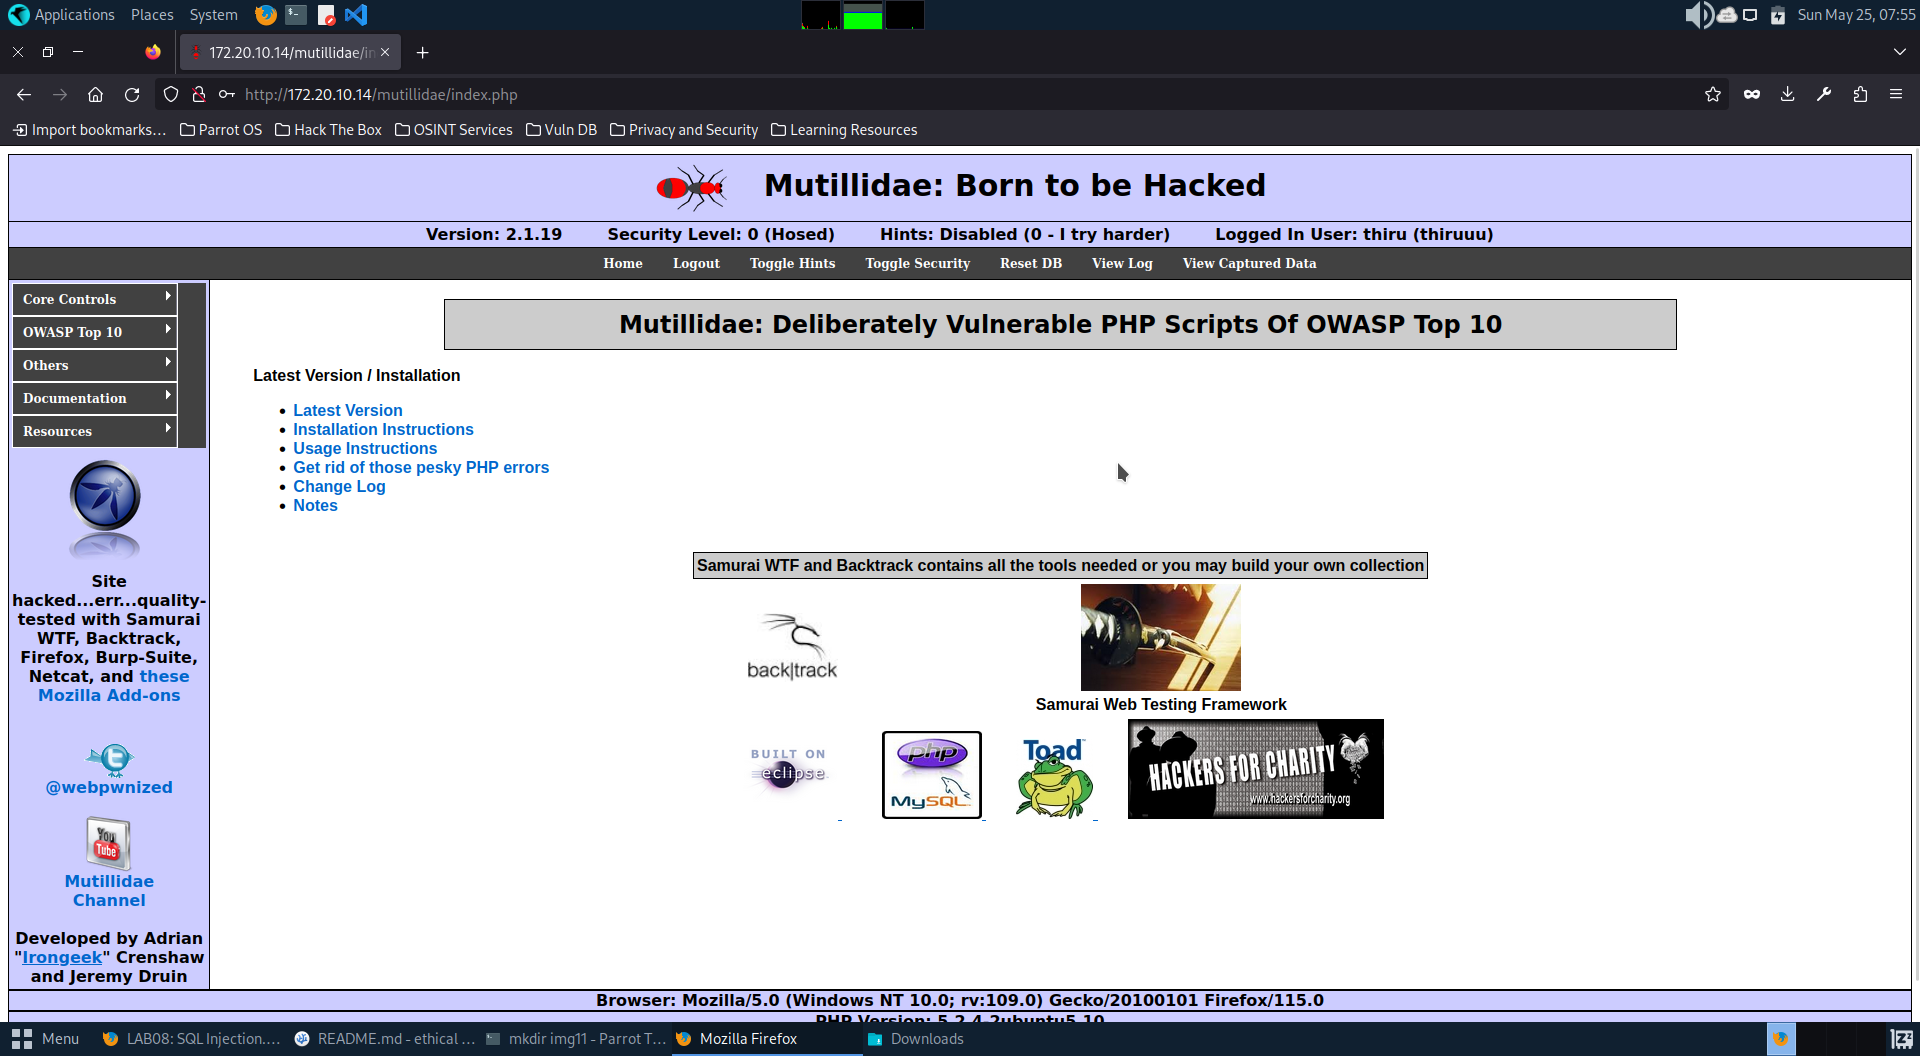 Applications Places System
Sun May 25, 07:55
172.20.10.14/mutillidae/in
http://172.20.10.14/mutillidae/index.php
Import bookmarks… Parrot OS Hack The Box OSINT Services Vuln DB Privacy and Security Learning Resources
Mutillidae: Born to be Hacked
Version: 2.1.19 Security Level: 0 (Hosed) Hints: Disabled (0 - I try harder) Logged In User: thiru (thiruuu)
Home Logout Toggle Hints Toggle Security Reset DB View Log View Captured Data
Core Controls
OWASP Top 10
Others
Documentation
Resources
Site
hacked...err...quality-
tested with Samurai
WTF, Backtrack,
Firefox, Burp-Suite,
Netcat, and these
Mozilla Add-ons
@webpwnized
You
Tube
Mutillidae
Channel
Developed by Adrian
"Irongeek" Crenshaw
and Jeremy Druin
Mutillidae: Deliberately Vulnerable PHP Scripts Of OWASP Top 10
Latest Version / Installation
Latest Version
Installation Instructions
Usage Instructions
Get rid of those pesky PHP errors
Change Log
Notes
Samurai WTF and Backtrack contains all the tools needed or you may build your own collection
back|track
Samurai Web Testing Framework
BUILT ON
eclipse
php
MySQL
Toad
HACKERS FOR CHARITY
www.hackersforcharity.org
Browser: Mozilla/5.0 (Windows NT 10.0; rv:109.0) Gecko/20100101 Firefox/115.0
PHP Version: 5.2.4-2ubuntu5.10
Menu LAB08: SQL Injection.… README.md - ethical … mkdir img11 - Parrot T… Mozilla Firefox Downloads